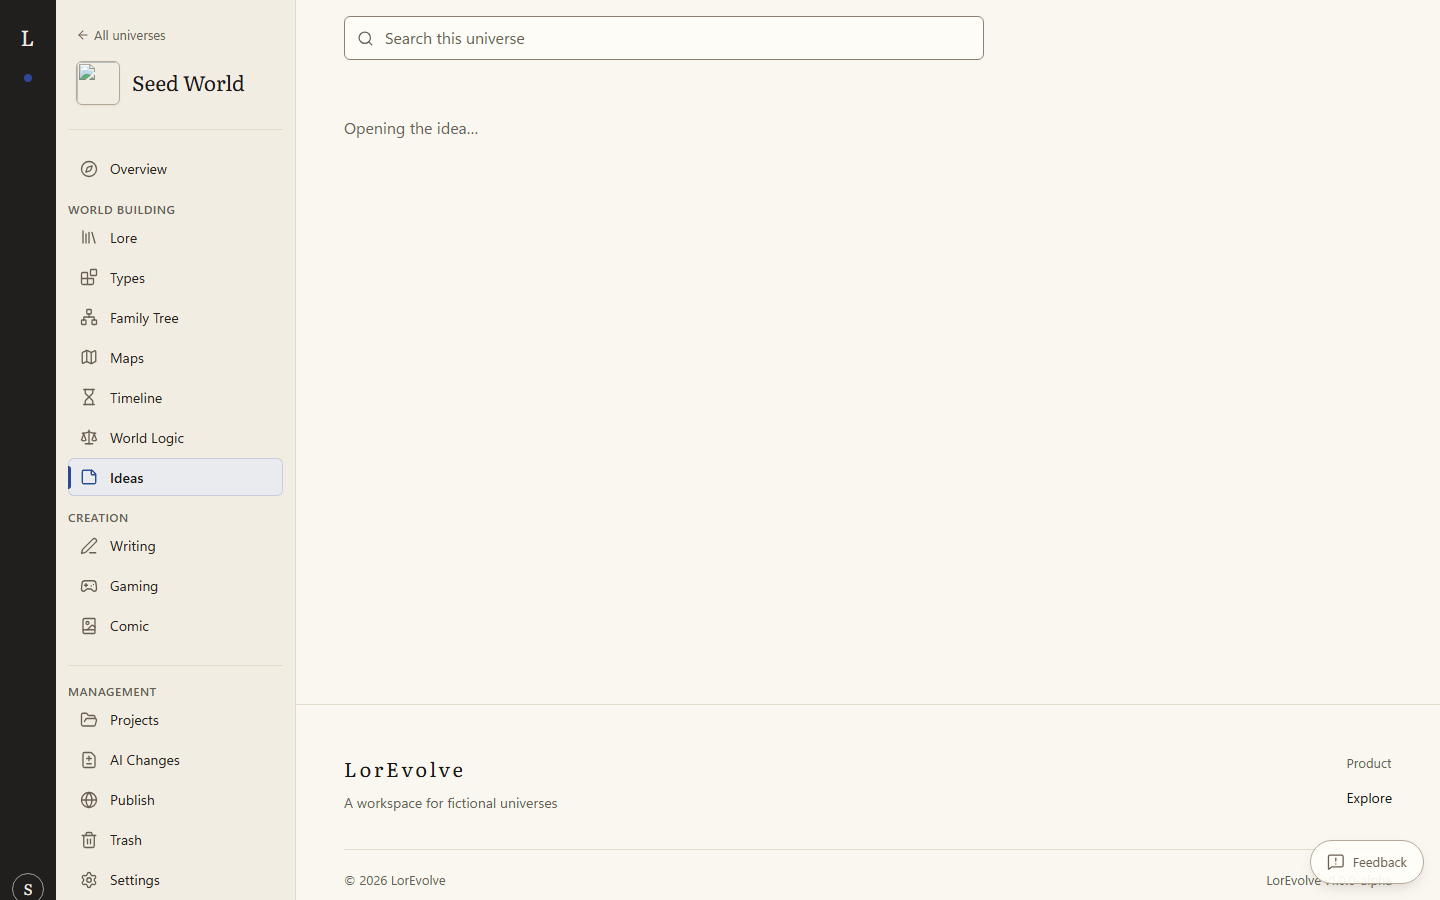 L
All universes
Seed World
Overview
WORLD BUILDING
Lore
Types
Family Tree
Maps
Timeline
World Logic
Ideas
CREATION
Writing
Gaming
Comic
MANAGEMENT
Projects
AI Changes
Publish
Trash
Settings
S
Search this universe
Opening the idea...
LorEvolve
A workspace for fictional universes
Product
Explore
© 2026 LorEvolve
LorEvolve
Feedback